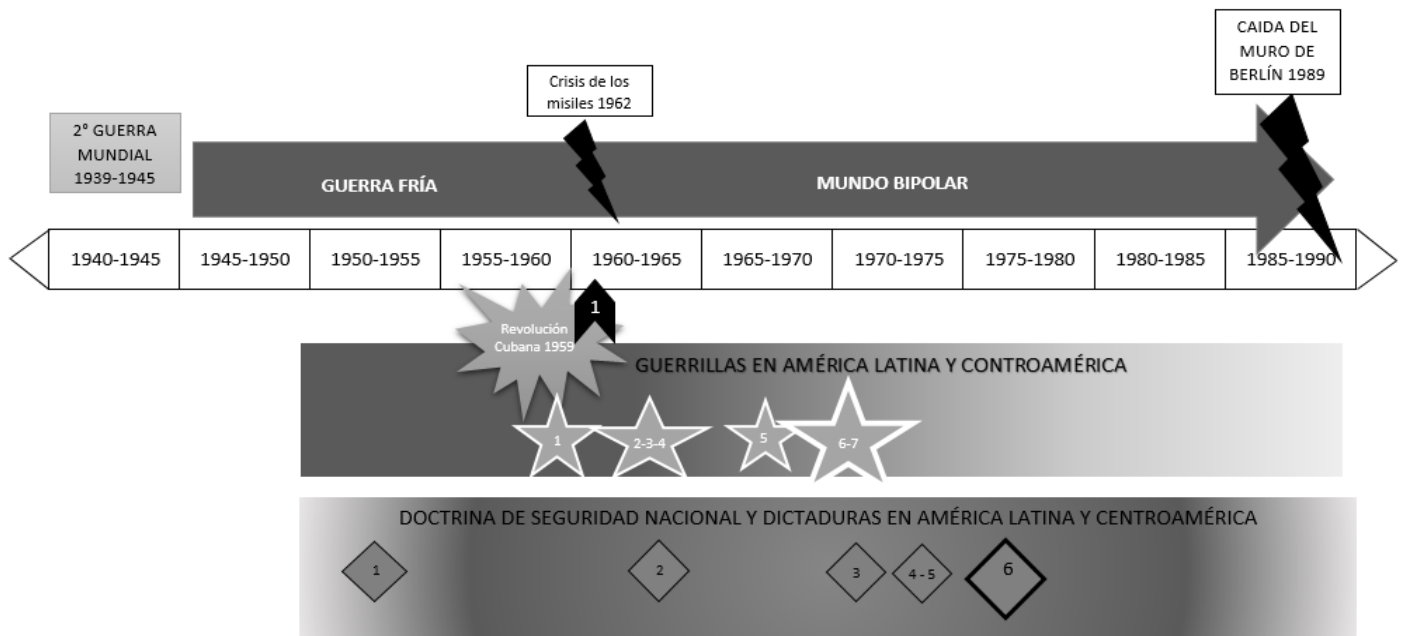 CAIDA DEL
MURO DE
BERLÍN 1989
Crisis de los
misiles 1962
2° GUERRA
MUNDIAL
1939-1945
GUERRA FRÍA
MUNDO BIPOLAR
1940-1945
1945-1950
1950-1955
1955-1960
1960-1965
1965-1970
1970-1975
1975-1980
1980-1985
1985-1990
1
Revolución
Cubana 1959
GUERRILLAS EN AMÉRICA LATINA Y CONTROAMÉRICA
1
2-3-4
5
6-7
DOCTRINA DE SEGURIDAD NACIONAL Y DICTADURAS EN AMÉRICA LATINA Y CENTROAMÉRICA
1
2
3
4 - 5
6